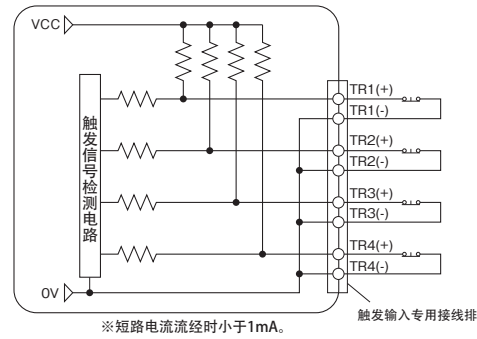 VCC
TR1(+)
TR1(-)
触发信号检测电路
TR2(+)
TR2(-)
TR3(+)
TR3(-)
TR4(+)
TR4(-)
0V
触发输入专用接线排
※短路电流流经时小于1mA。